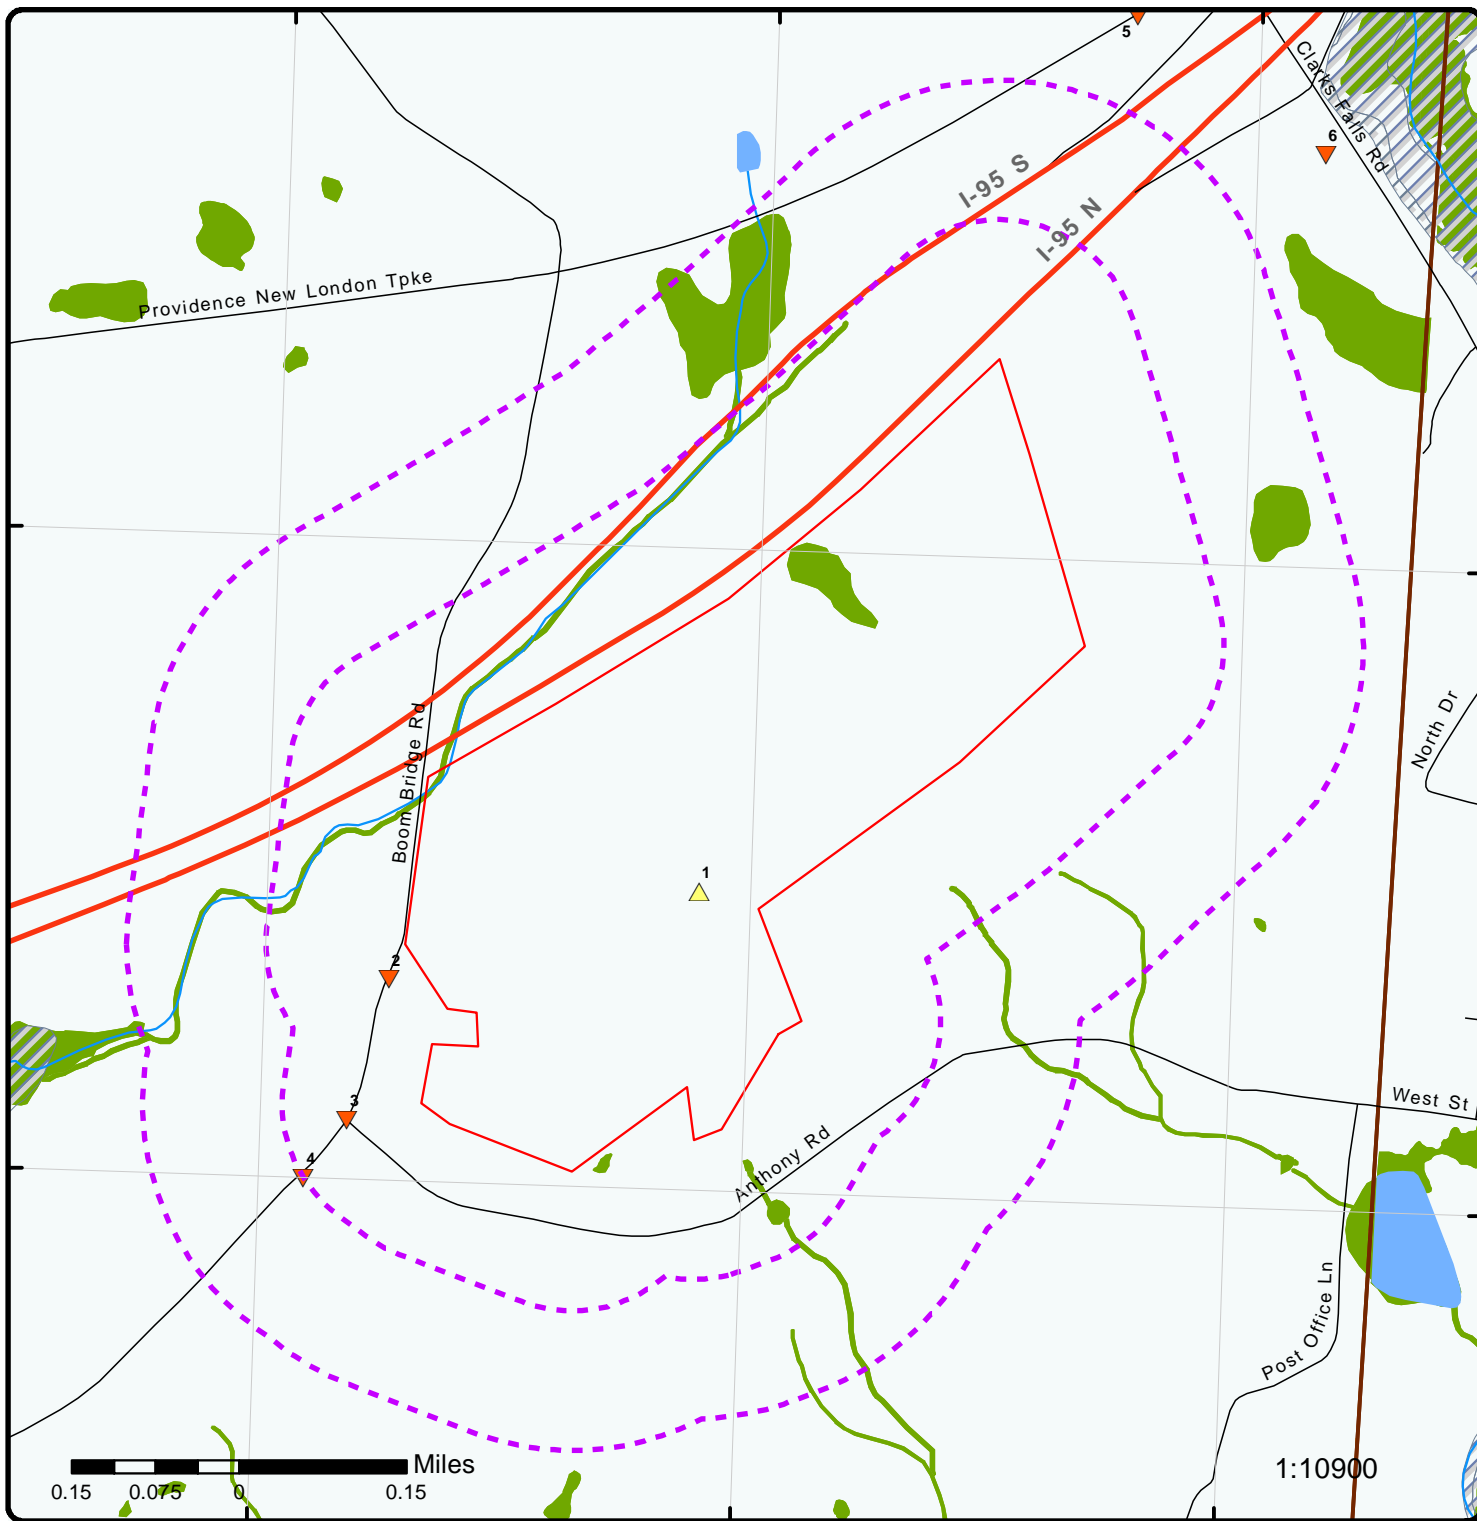 5
Clarks Falls Rd
6
I-95 S
I-95 N
Providence New London Tpke
Boom Bridge Rd
North Dr
1
2
3
West St
4
Anthony Rd
Post Office Ln
Miles
1:10900
0.15 0.075 0 0.15